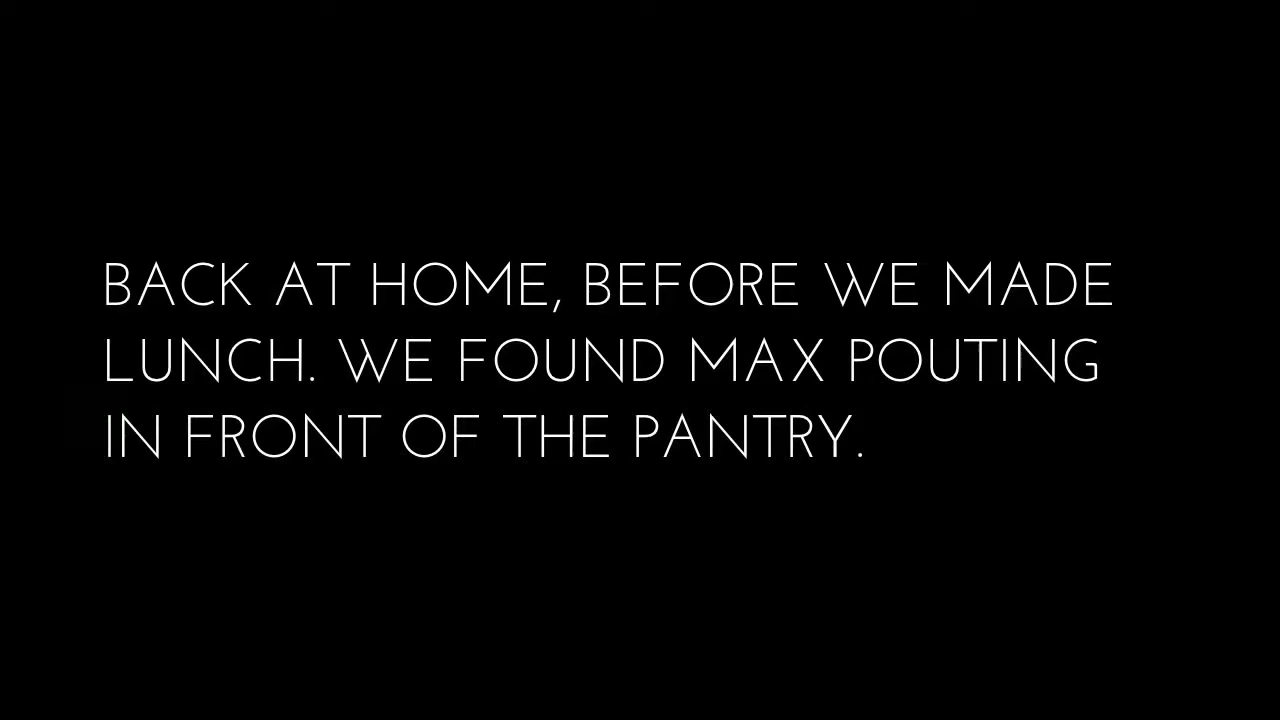 BACK AT HOME, BEFORE WE MADE
LUNCH. WE FOUND MAX POUTING
IN FRONT OF THE PANTRY.